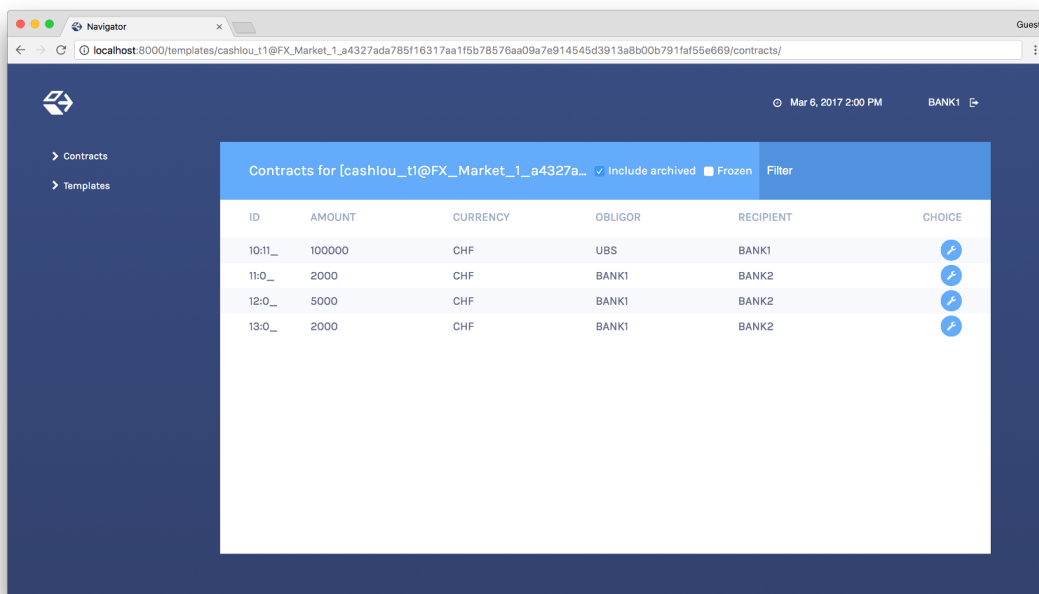 Navigator
Guest
localhost:8000/templates/cashIou_t1@FX_Market_1_a4327ada785f16317aa1f5b78576aa09a7e914545d3913a8b00b791faf55e669/contracts/
Mar 6, 2017 2:00 PM BANK1
Contracts
Templates
Contracts for [cashIou_t1@FX_Market_1_a4327a... Include archived Frozen Filter
ID AMOUNT CURRENCY OBLIGOR RECIPIENT CHOICE
10:11_ 100000 CHF UBS BANK1
11:0_ 2000 CHF BANK1 BANK2
12:0_ 5000 CHF BANK1 BANK2
13:0_ 2000 CHF BANK1 BANK2